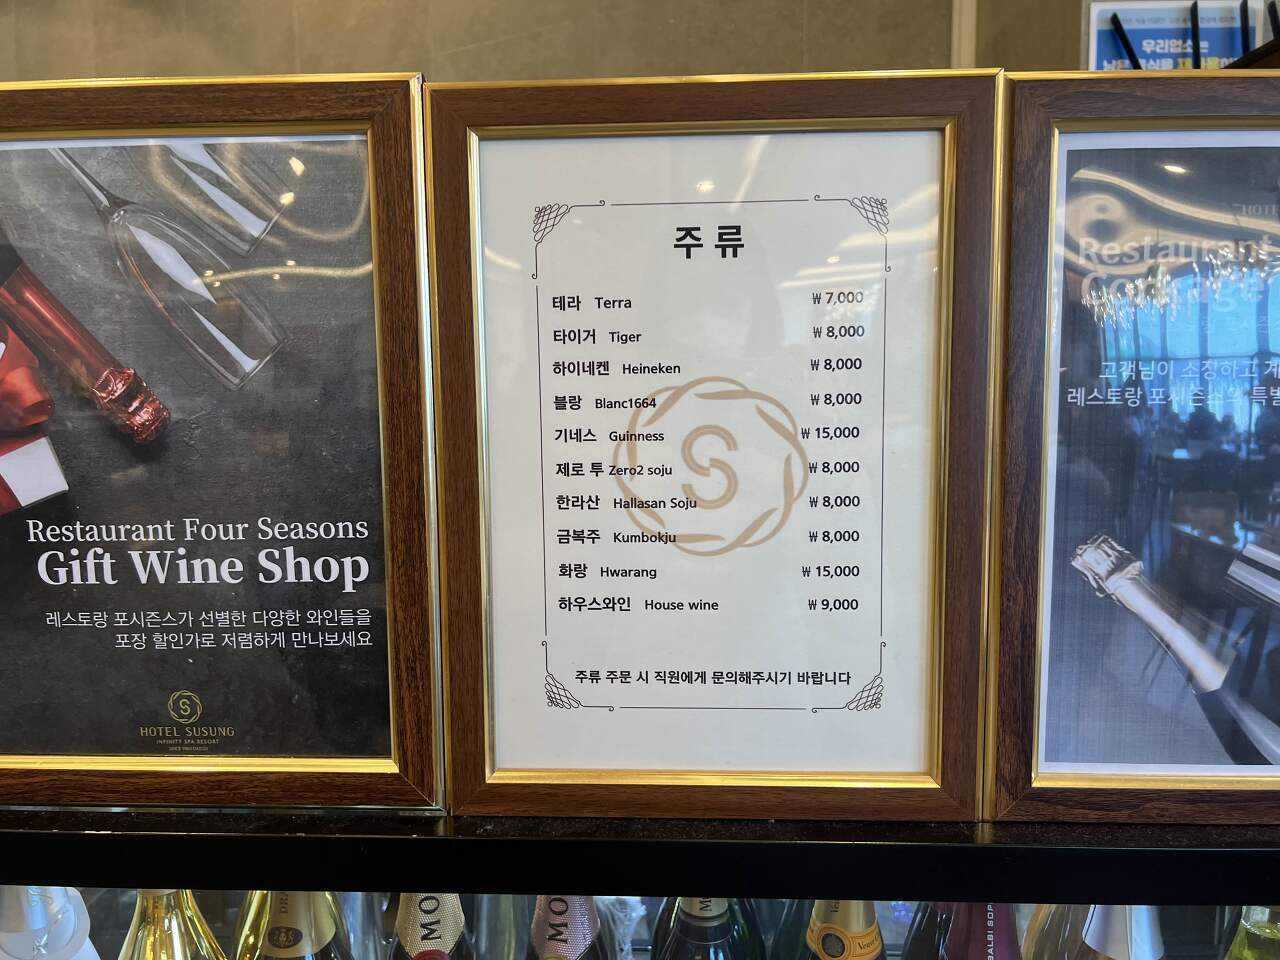 Restaurant Four Seasons
Gift Wine Shop
레스토랑 포시즌스가 선별한 다양한 와인들을
포장 할인가로 저렴하게 만나보세요
S
HOTEL SUSUNG
INFINITY SPA RESORT
주류
테라 Terra ₩ 7,000
타이거 Tiger ₩ 8,000
하이네켄 Heineken ₩ 8,000
블랑 Blanc1664 ₩ 8,000
기네스 Guinness ₩ 15,000
제로 투 Zero2 soju ₩ 8,000
한라산 Hallasan Soju ₩ 8,000
금복주 Kumbokju ₩ 8,000
화랑 Hwarang ₩ 15,000
하우스와인 House wine ₩ 9,000
S
주류 주문 시 직원에게 문의해주시기 바랍니다
우리업소는
Restaurant
고객님이 소장하고
레스토랑 포시즌스의
MO
MO